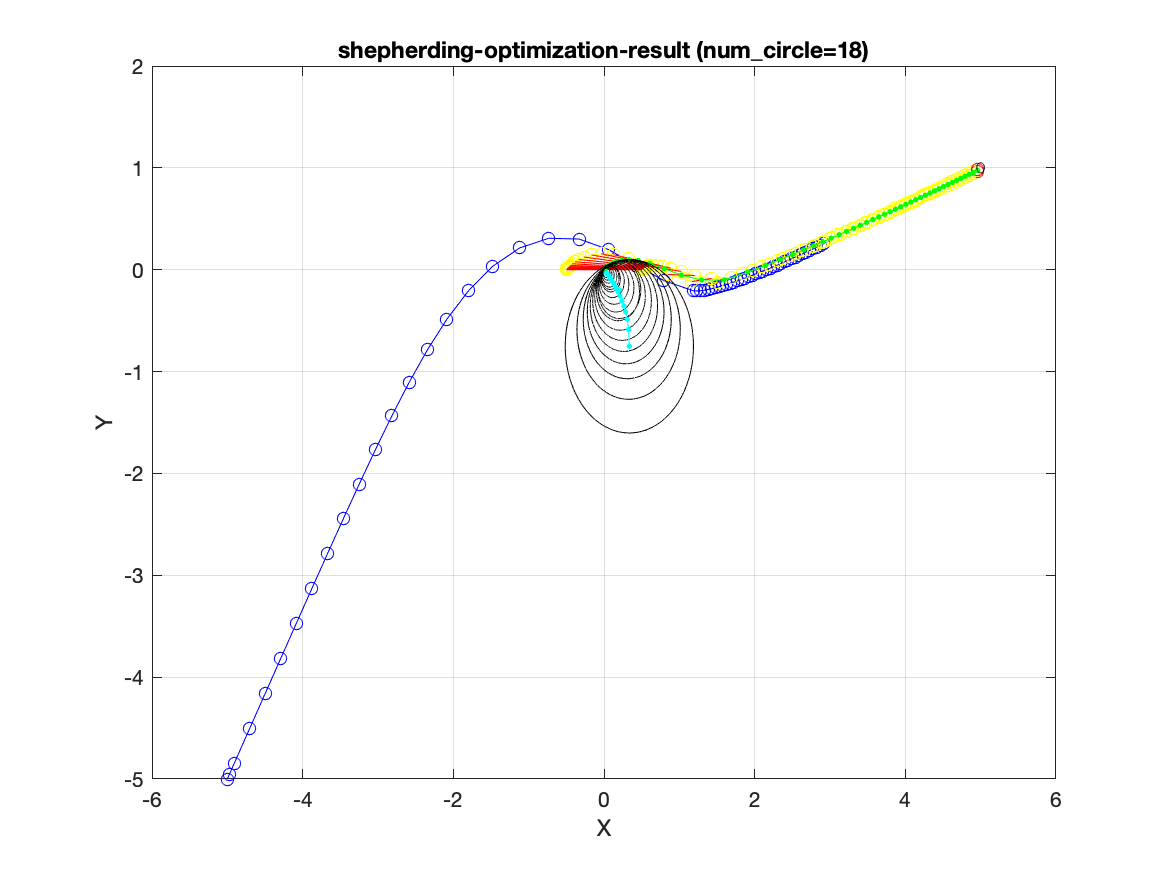 shepherding-optimization-result (num_circle=18)
2
1
0
-1
-2
-3
-4
-5
Y
-6 -4 -2 0 2 4 6
X